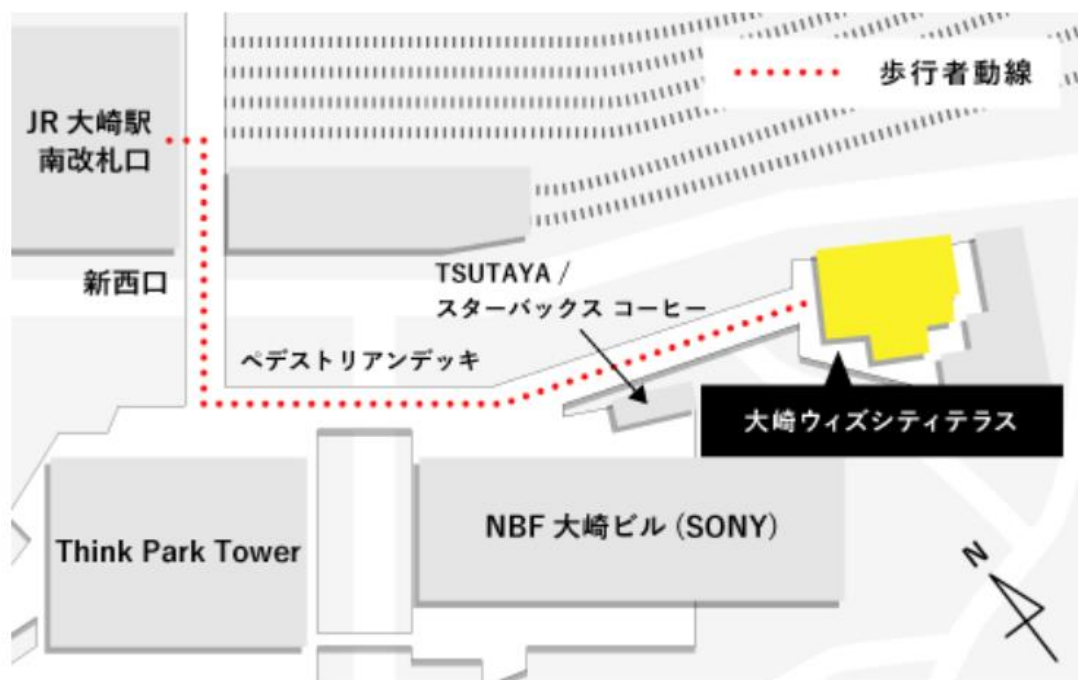 歩行者動線
JR 大崎駅
南改札口
新西口
TSUTAYA /
スターバックス コーヒー
ペデストリアンデッキ
大崎ウィズシティテラス
NBF 大崎ビル (SONY)
Think Park Tower
N